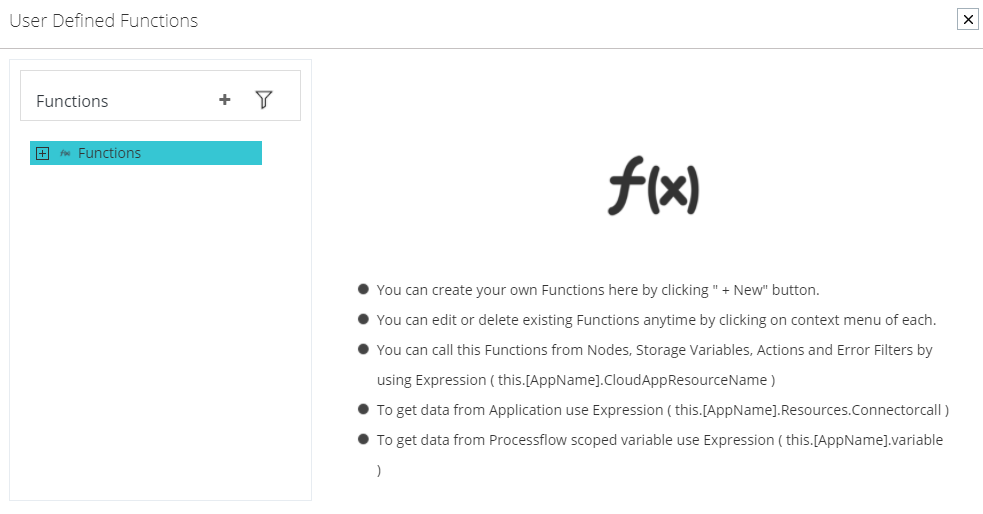 User Defined Functions
Functions
Functions
f(x)
You can create your own Functions here by clicking " + New" button.
You can edit or delete existing Functions anytime by clicking on context menu of each.
You can call this Functions from Nodes, Storage Variables, Actions and Error Filters by
using Expression ( this.[AppName].CloudAppResourceName )
To get data from Application use Expression ( this.[AppName].Resources.Connectorcall )
To get data from Processflow scoped variable use Expression ( this.[AppName].variable
)